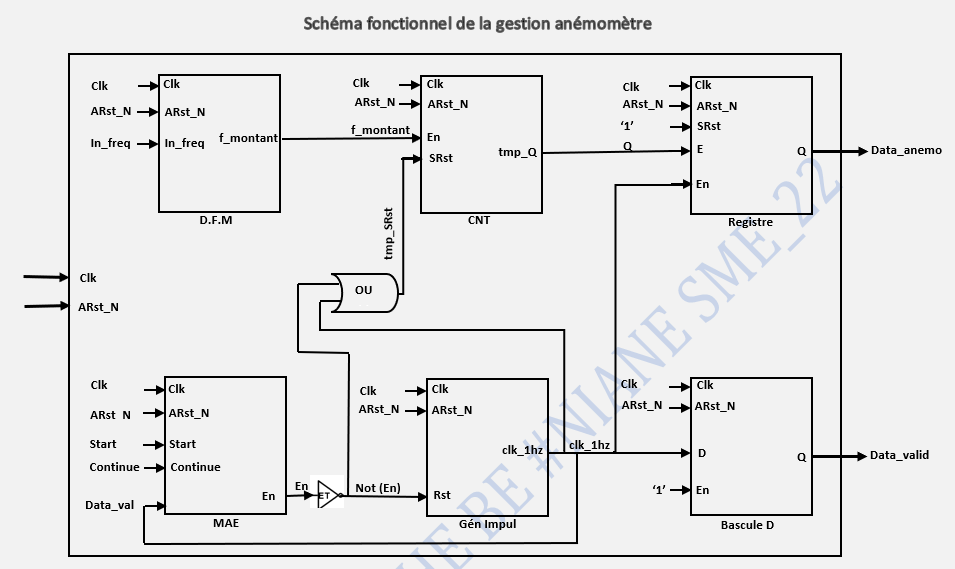 Schéma fonctionnel de la gestion anémomètre
Clk
Clk
ARst_N
ARst_N
In_freq
In_freq
f_montant
D.F.M
f_montant
Clk
Clk
ARst_N
ARst_N
En
SRst
tmp_Q
CNT
Clk
Clk
ARst_N
ARst_N
‘1’
SRst
Q
E
En
Q
Registre
Data_anemo
tmp_SRst
OU
Clk
ARst_N
Clk
Clk
ARst N
ARst_N
Start
Start
Continue
Continue
Data_val
En
MAE
En
ET
Not (En)
Clk
Clk
ARst_N
ARst_N
clk_1hz
Rst
Gén Impul
clk_1hz
Clk
Clk
ARst_N
ARst_N
D
‘1’
En
Q
Bascule D
Data_valid
UE BE #NIANE SME_22